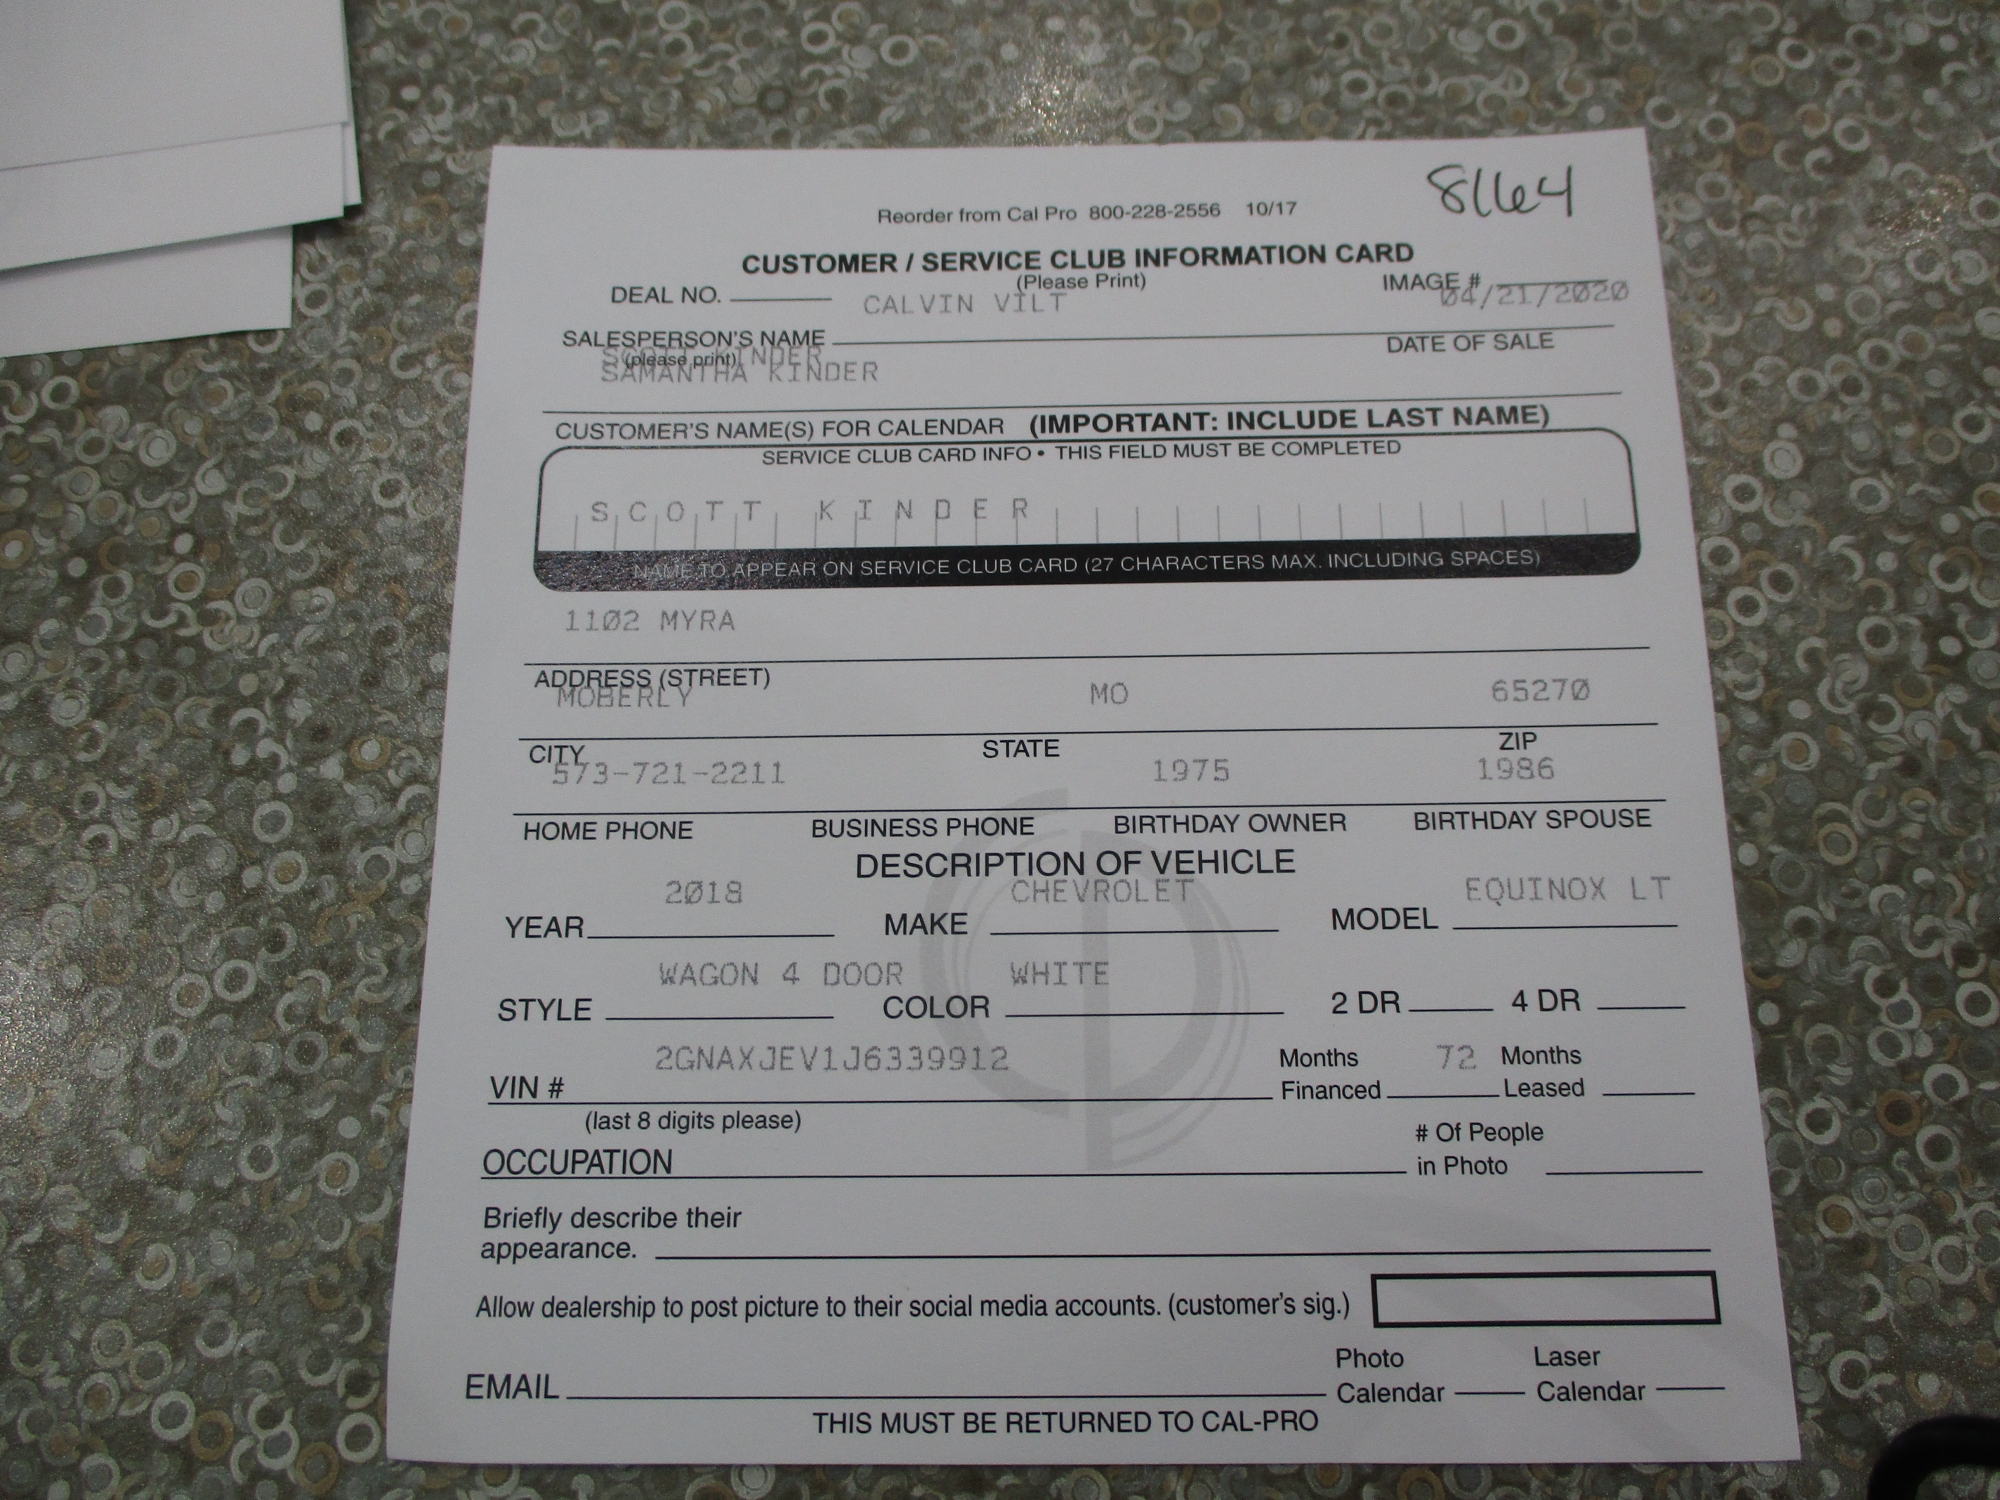 8164
Reorder from Cal Pro 800-228-2556 10/17
CUSTOMER / SERVICE CLUB INFORMATION CARD
(Please Print)
DEAL NO. IMAGE #
CALVIN VILT 04/21/2020
SALESPERSON'S NAME DATE OF SALE
(please print)
SCOTT KINDER
SAMANTHA KINDER
CUSTOMER'S NAME(S) FOR CALENDAR (IMPORTANT: INCLUDE LAST NAME)
SERVICE CLUB CARD INFO • THIS FIELD MUST BE COMPLETED
SCOTT KINDER
NAME TO APPEAR ON SERVICE CLUB CARD (27 CHARACTERS MAX. INCLUDING SPACES)
1102 MYRA
ADDRESS (STREET)
MOBERLY MO 65270
CITY STATE ZIP
573-721-2211 1975 1986
HOME PHONE BUSINESS PHONE BIRTHDAY OWNER BIRTHDAY SPOUSE
DESCRIPTION OF VEHICLE
2018 CHEVROLET EQUINOX LT
YEAR MAKE MODEL
WAGON 4 DOOR WHITE
STYLE COLOR 2 DR 4 DR
2GNAXJEV1J6339912 Months 72 Months
VIN # Financed Leased
(last 8 digits please)
# Of People
OCCUPATION in Photo
Briefly describe their
appearance.
Allow dealership to post picture to their social media accounts. (customer's sig.)
Photo Laser
EMAIL Calendar Calendar
THIS MUST BE RETURNED TO CAL-PRO